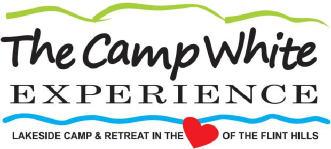 The Camp White
EXPERIENCE
LAKESIDE CAMP & RETREAT IN THE OF THE FLINT HILLS